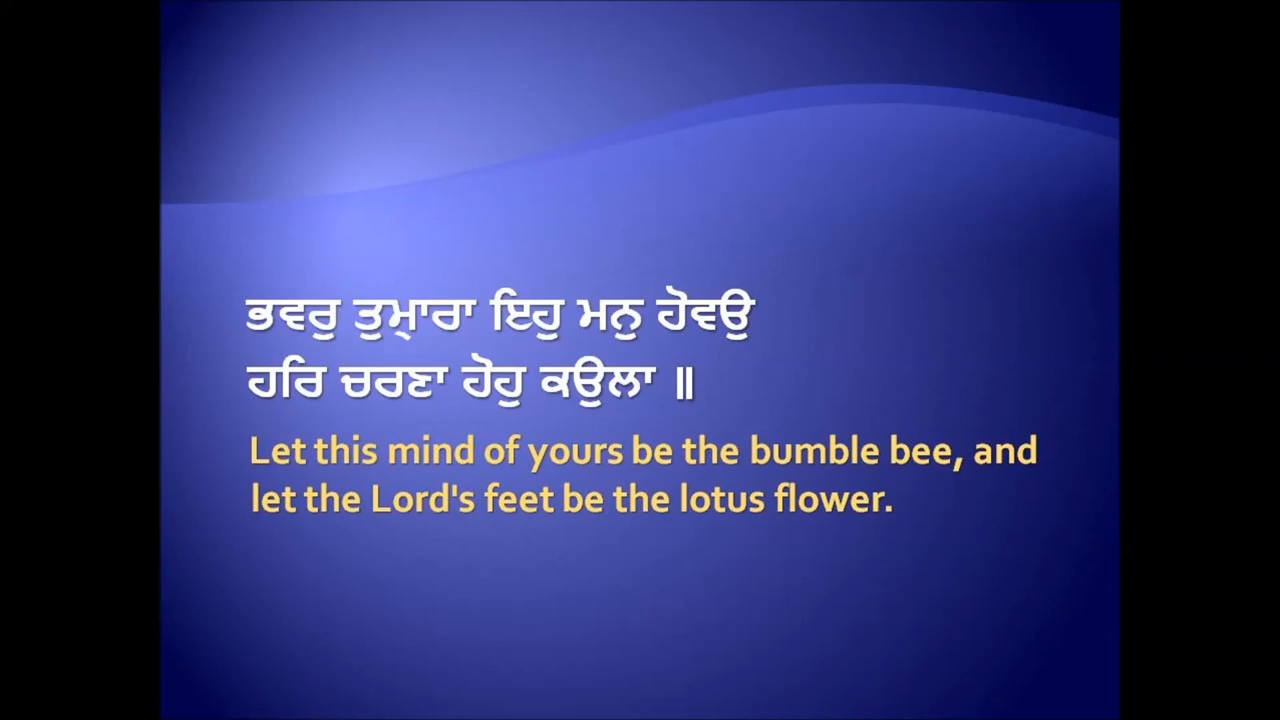 ਭਵਰੁ ਤੁਮ੍ਹਾਰਾ ਇਹੁ ਮਨੁ ਹੋਵਉ
ਹਰਿ ਚਰਣਾ ਹੋਹੁ ਕਉਲਾ ॥
Let this mind of yours be the bumble bee, and
let the Lord's feet be the lotus flower.